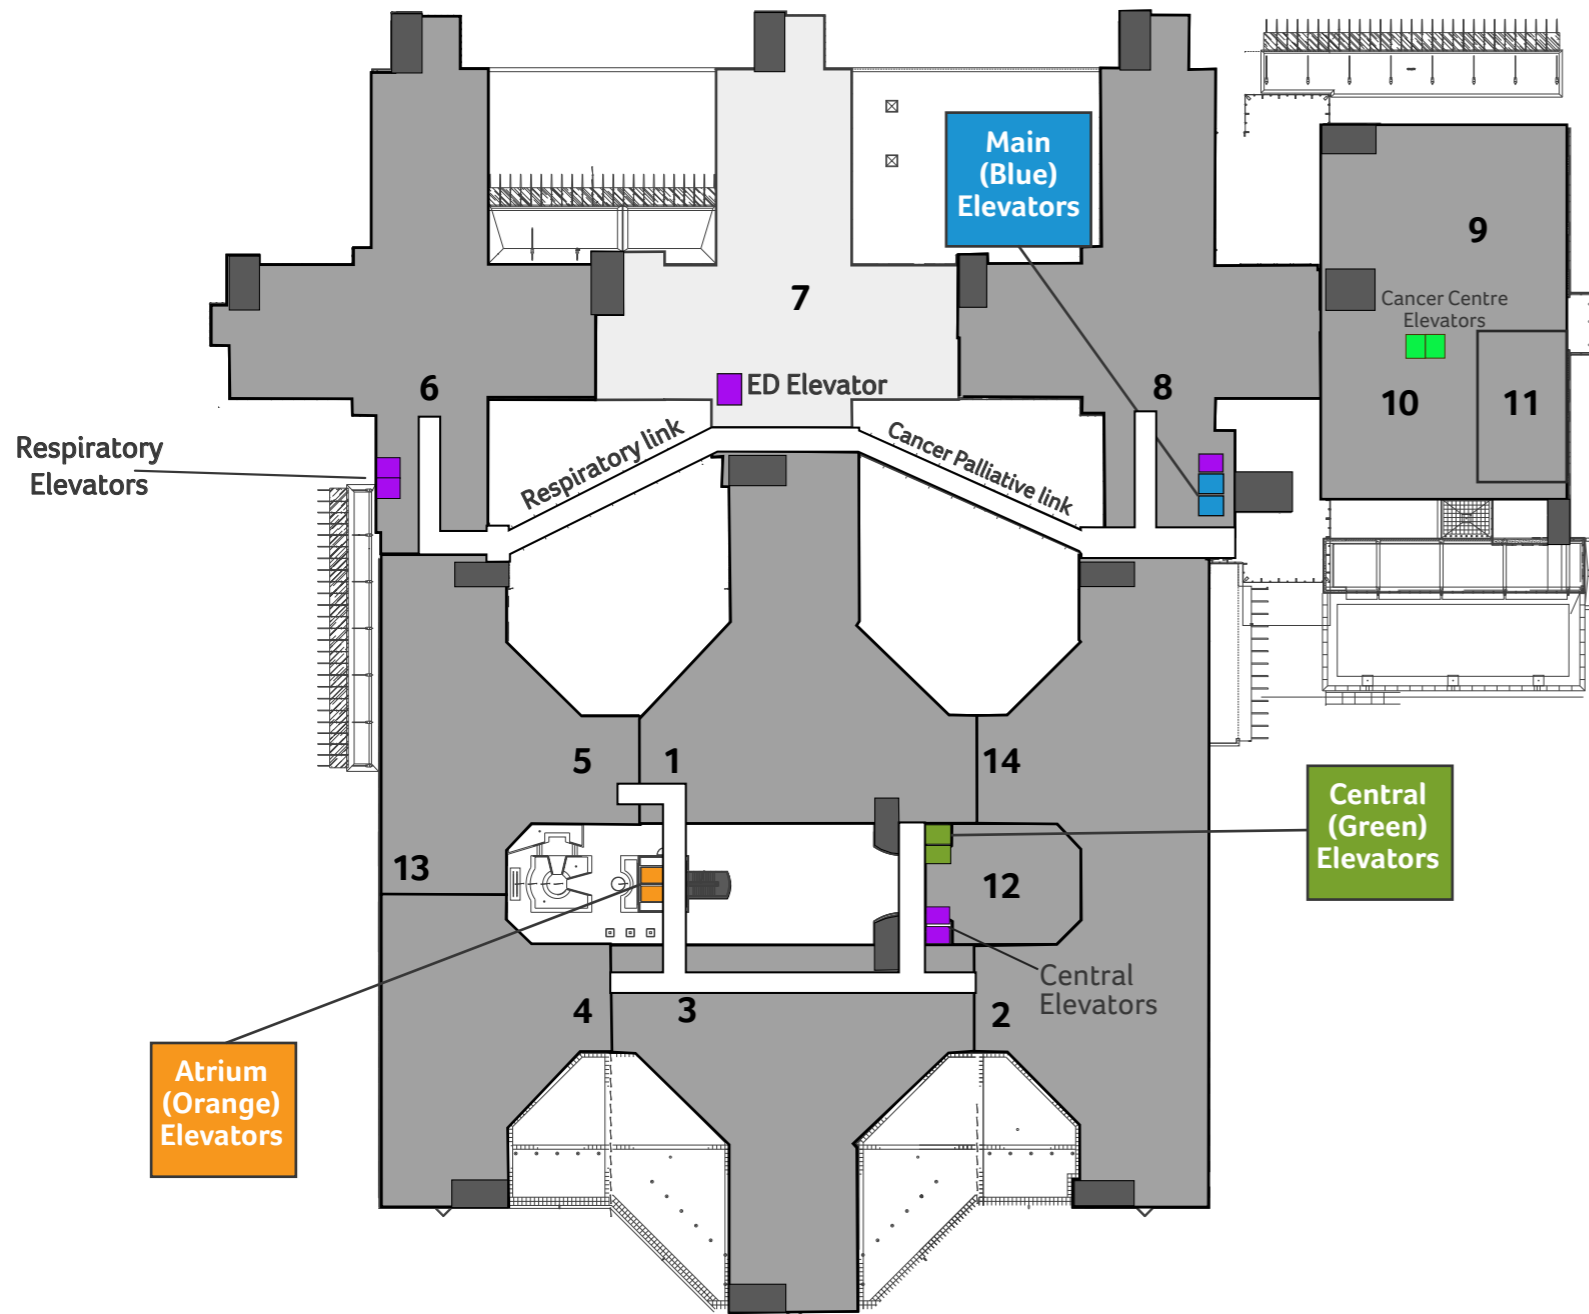 Main
(Blue)
Elevators
9
7
Cancer Centre
Elevators
6
ED Elevator
8
10
11
Respiratory
Elevators
Respiratory link
Cancer Palliative link
5
1
14
Central
(Green)
Elevators
13
12
Central
Elevators
4
3
2
Atrium
(Orange)
Elevators